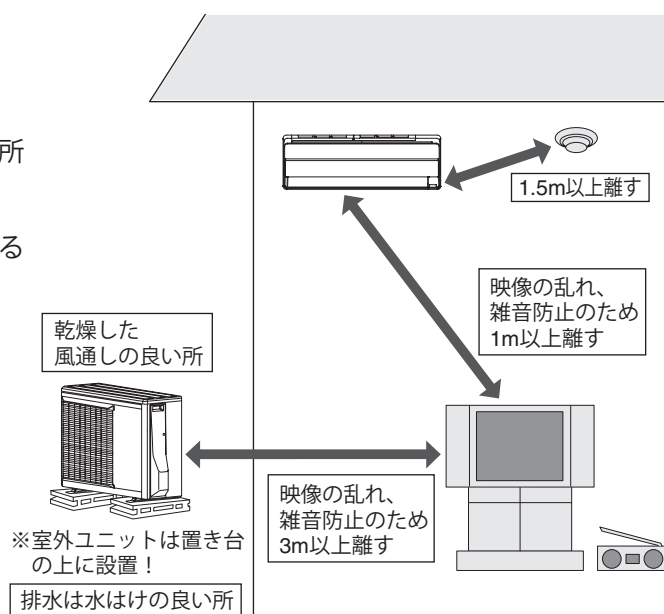 所
る
1.5m以上離す
映像の乱れ、
雑音防止のため
1m以上離す
乾燥した
風通しの良い所
映像の乱れ、
雑音防止のため
3m以上離す
※室外ユニットは置き台
の上に設置！
排水は水はけの良い所